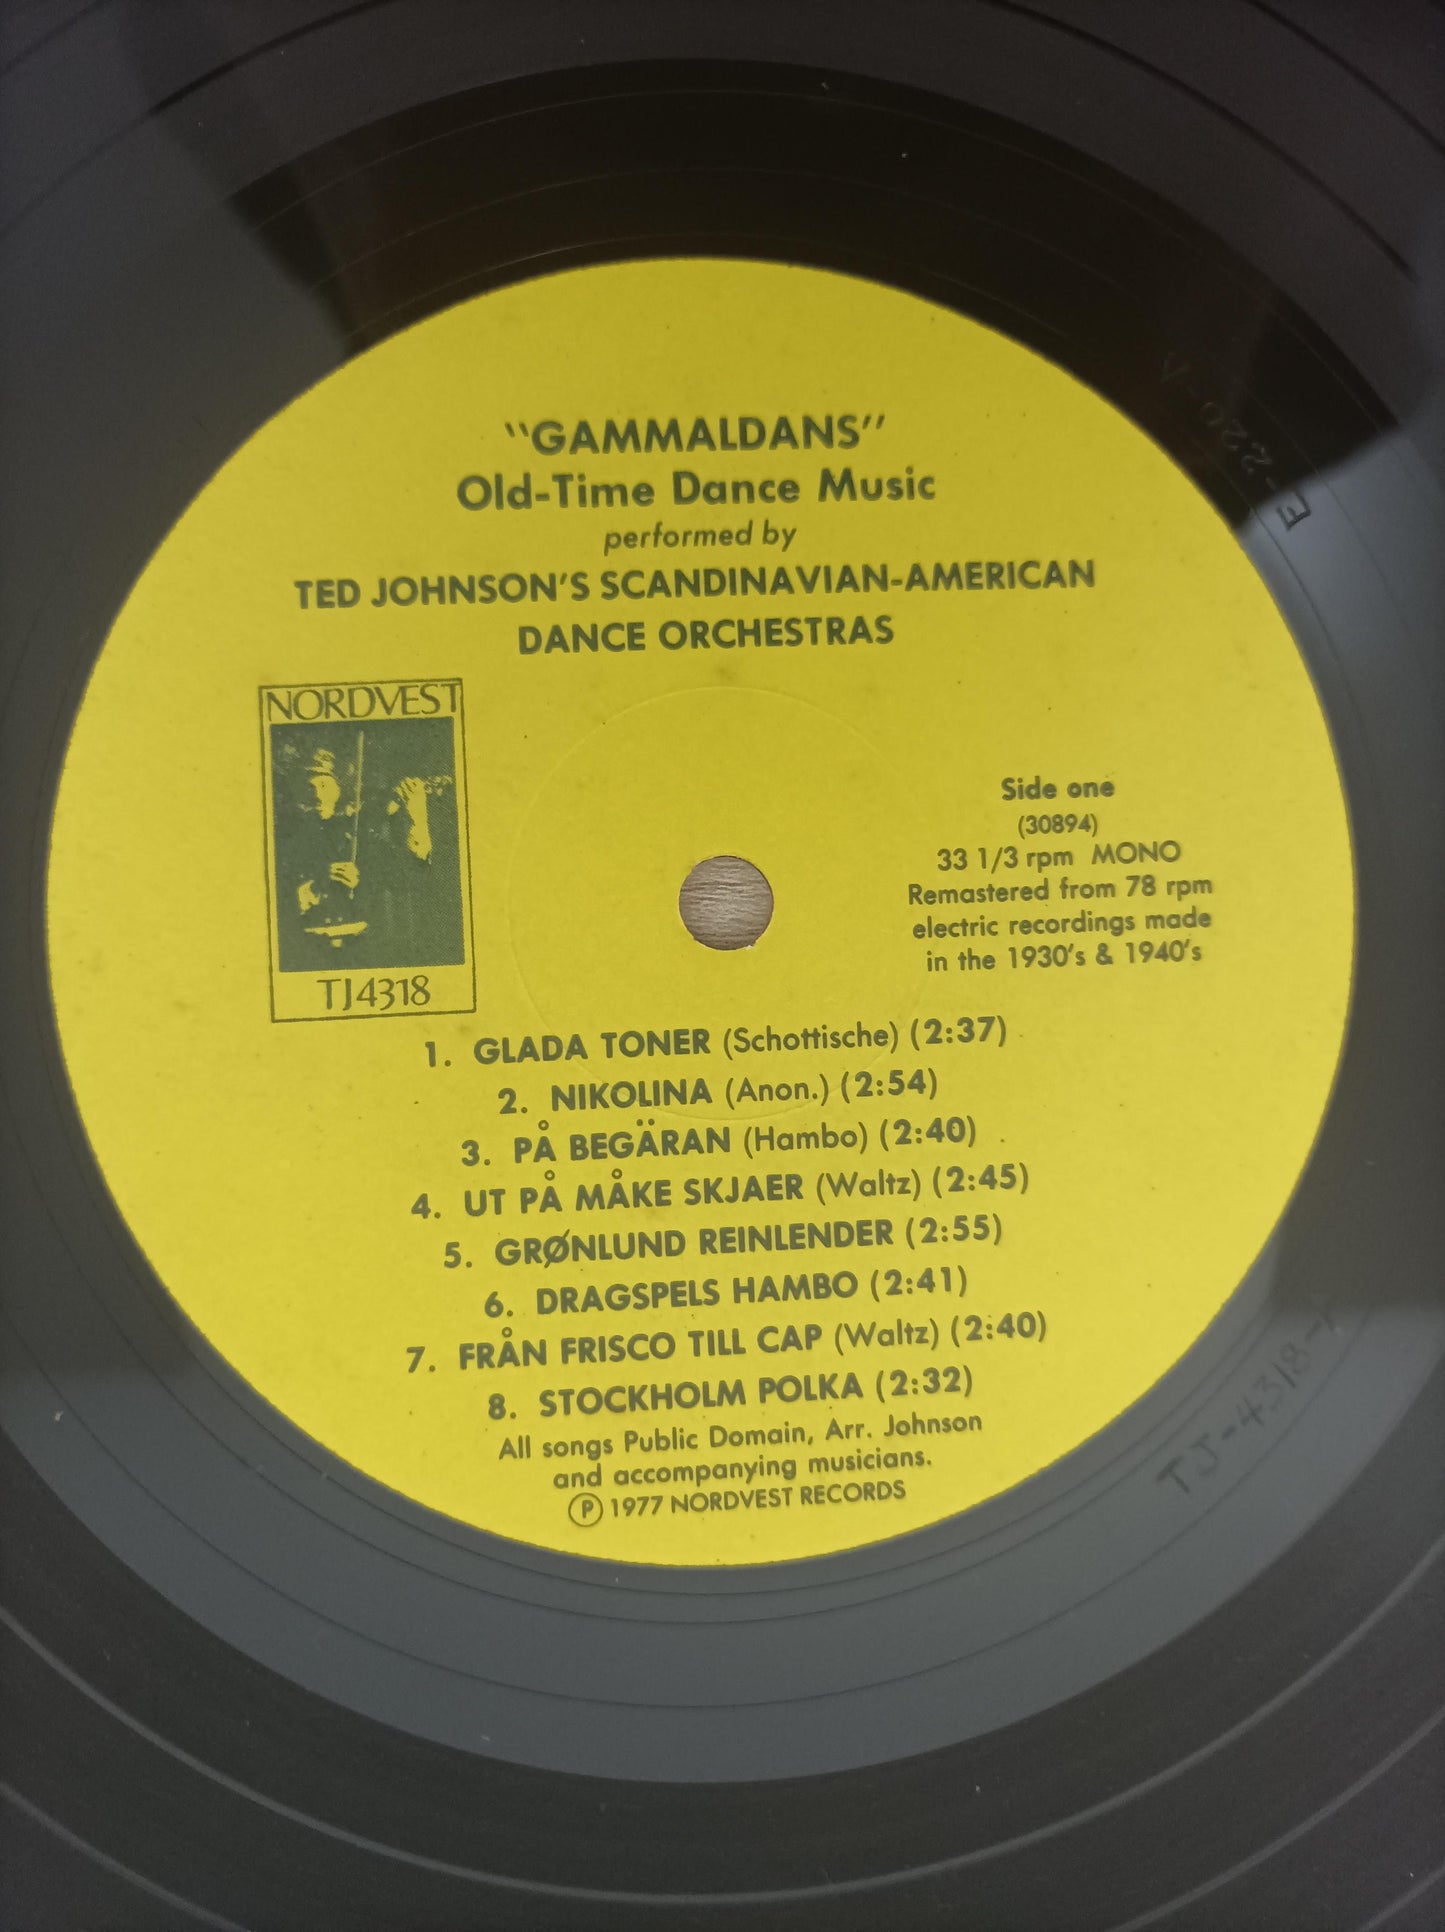 "GAMMALDANS"
Old-Time Dance Music
performed by
TED JOHNSON'S SCANDINAVIAN-AMERICAN
DANCE ORCHESTRAS
NORDVEST
TJ4318
Side one
(30894)
33 1/3 rpm MONO
Remastered from 78 rpm
electric recordings made
in the 1930's & 1940's
1. GLADA TONER (Schottische) (2:37)
2. NIKOLINA (Anon.) (2:54)
3. PÅ BEGÄRAN (Hambo) (2:40)
4. UT PÅ MÅKE SKJAER (Waltz) (2:45)
5. GRØNLUND REINLENDER (2:55)
6. DRAGSPELS HAMBO (2:41)
7. FRÅN FRISCO TILL CAP (Waltz) (2:40)
8. STOCKHOLM POLKA (2:32)
All songs Public Domain, Arr. Johnson
and accompanying musicians.
Ⓟ 1977 NORDVEST RECORDS
TJ-4318-1